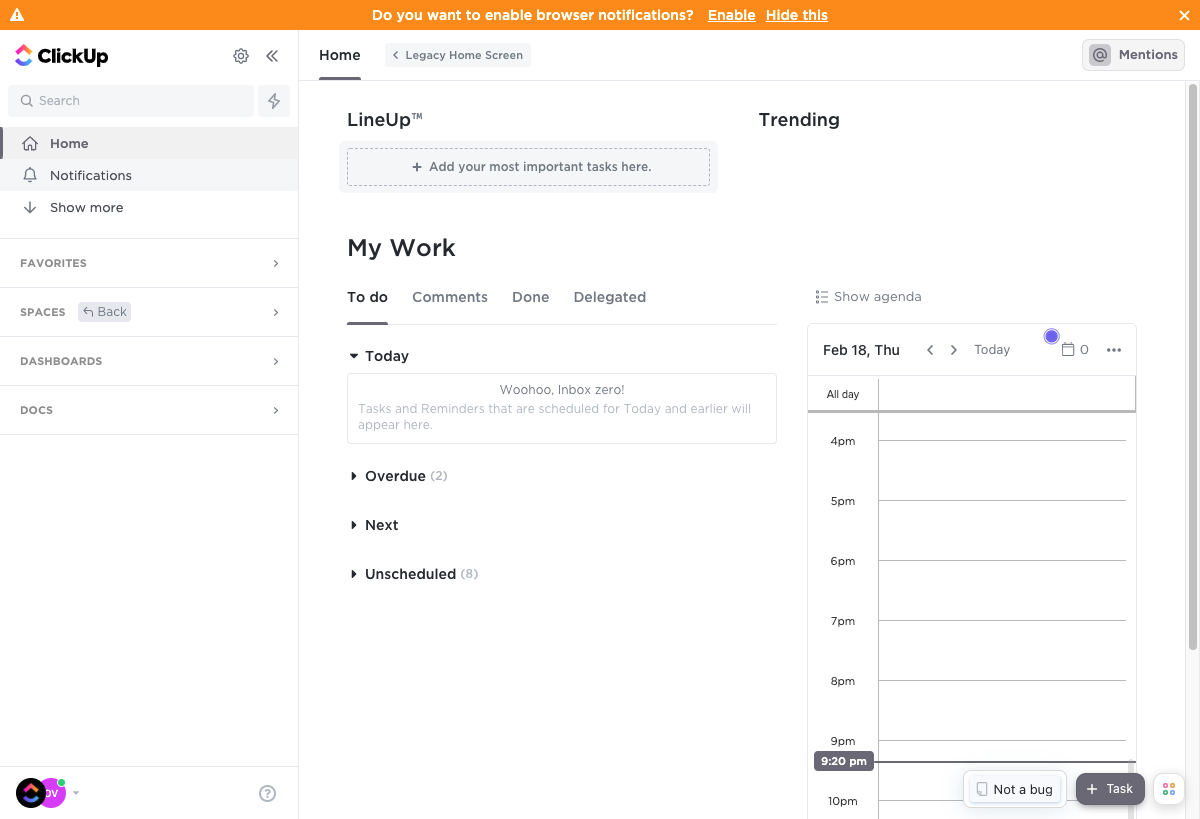 Do you want to enable browser notifications? Enable Hide this
ClickUp
Search
Home
Notifications
Show more
FAVORITES
SPACES Back
DASHBOARDS
DOCS
DV
Home
Legacy Home Screen
@ Mentions
LineUp™
+ Add your most important tasks here.
Trending
My Work
To do Comments Done Delegated
Today
Woohoo, Inbox zero!
Tasks and Reminders that are scheduled for Today and earlier will
appear here.
Overdue (2)
Next
Unscheduled (8)
Show agenda
Feb 18, Thu Today 0
All day
4pm
5pm
6pm
7pm
8pm
9pm
9:20 pm
10pm
Not a bug
+ Task